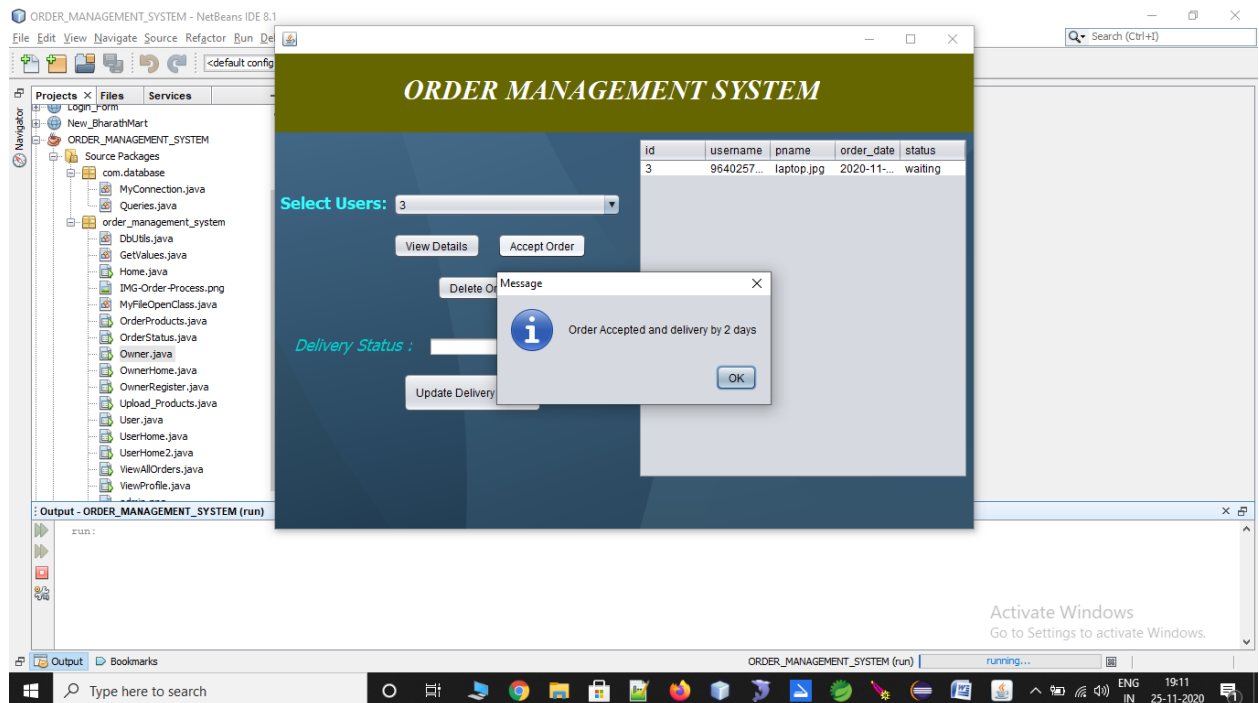 ORDER_MANAGEMENT_SYSTEM - NetBeans IDE 8.1
File Edit View Navigate Source Refactor Run De
Search (Ctrl+I)
<default config
Projects Files Services
Navigator
Login_Form
New_BharathMart
ORDER_MANAGEMENT_SYSTEM
Source Packages
com.database
MyConnection.java
Queries.java
order_management_system
DbUtils.java
GetValues.java
Home.java
IMG-Order-Process.png
MyFileOpenClass.java
OrderProducts.java
OrderStatus.java
Owner.java
OwnerHome.java
OwnerRegister.java
Upload_Products.java
User.java
UserHome.java
UserHome2.java
ViewAllOrders.java
ViewProfile.java
ORDER MANAGEMENT SYSTEM
Select Users: 3
View Details Accept Order
Delete Or
Delivery Status :
Update Delivery
id username pname order_date status
3 9640257... laptop.jpg 2020-11-... waiting
Message
Order Accepted and delivery by 2 days
OK
Output - ORDER_MANAGEMENT_SYSTEM (run)
run:
Activate Windows
Go to Settings to activate Windows.
Output Bookmarks
ORDER_MANAGEMENT_SYSTEM (run) running...
Type here to search
ENG 19:11
IN 25-11-2020